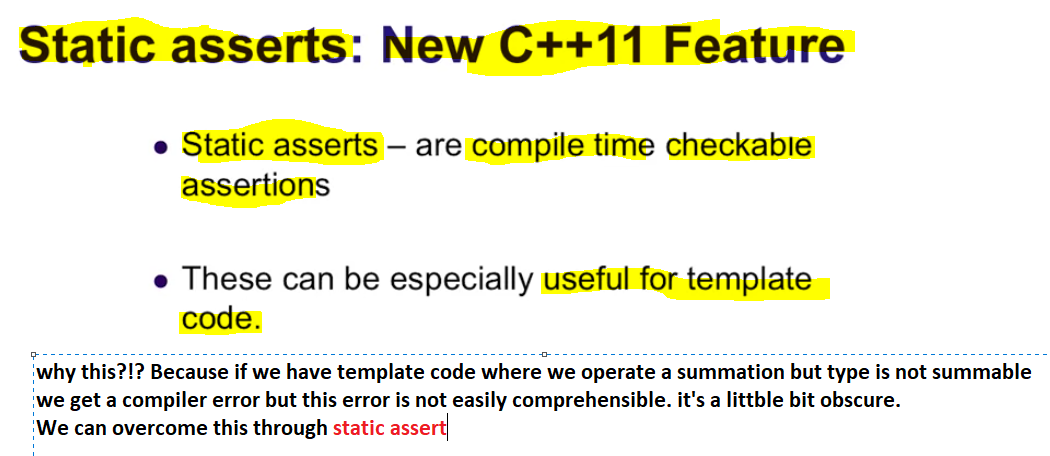 Static asserts: New C++11 Feature
• Static asserts – are compile time checkable
assertions
• These can be especially useful for template
code.
why this?!? Because if we have template code where we operate a summation but type is not summable
we get a compiler error but this error is not easily comprehensible. it's a littble bit obscure.
We can overcome this through static assert